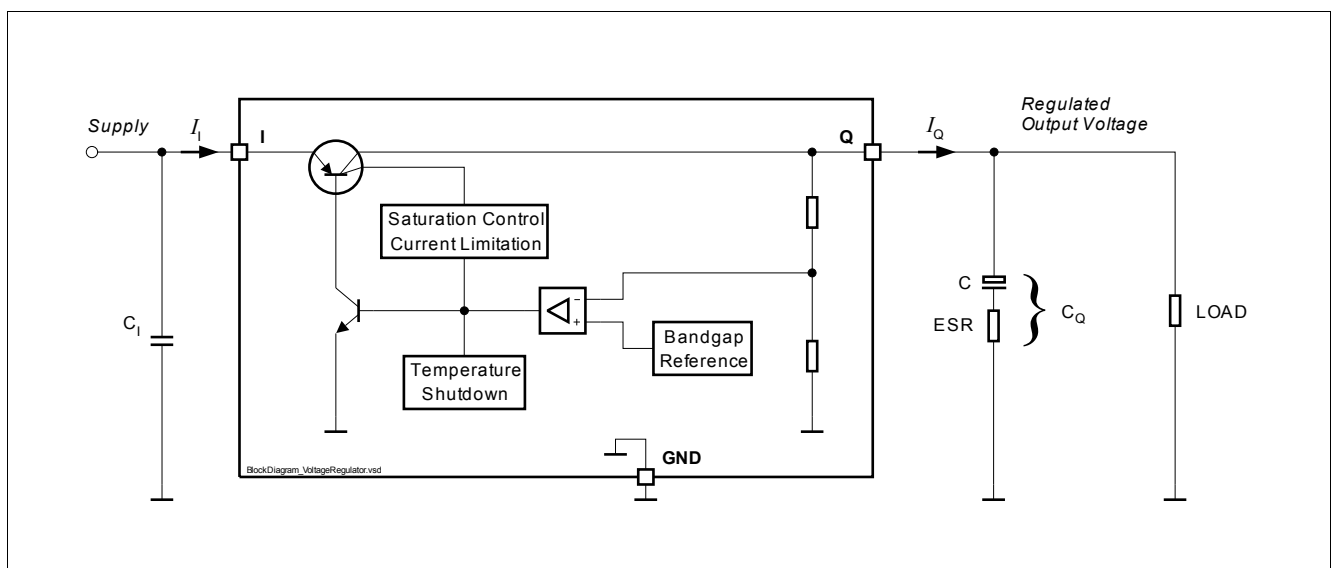 Supply
I_I
I
Q
I_Q
Regulated
Output Voltage
Saturation Control
Current Limitation
C_I
−
+
Bandgap
Reference
Temperature
Shutdown
C
ESR
}
C_Q
LOAD
GND
BlockDiagram_VoltageRegulator.vsd